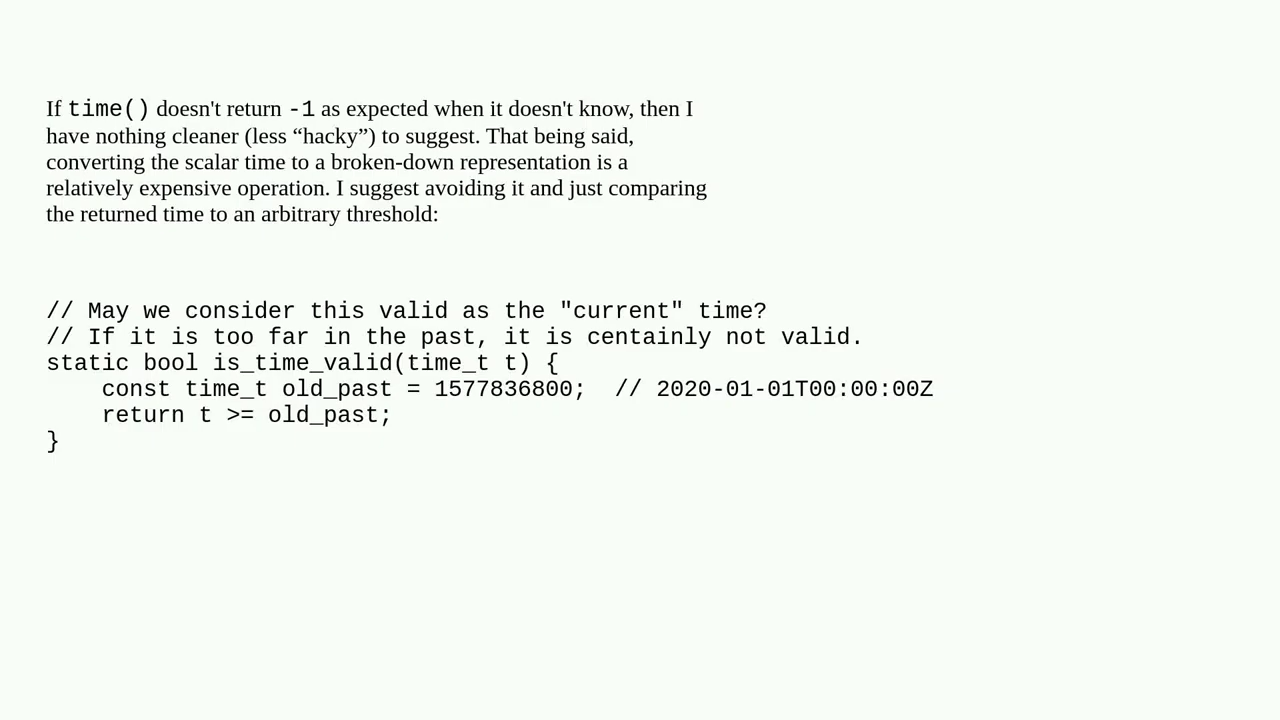 If time() doesn't return -1 as expected when it doesn't know, then I
have nothing cleaner (less “hacky”) to suggest. That being said,
converting the scalar time to a broken-down representation is a
relatively expensive operation. I suggest avoiding it and just comparing
the returned time to an arbitrary threshold:
// May we consider this valid as the "current" time?
// If it is too far in the past, it is centainly not valid.
static bool is_time_valid(time_t t) {
    const time_t old_past = 1577836800;  // 2020-01-01T00:00:00Z
    return t >= old_past;
}